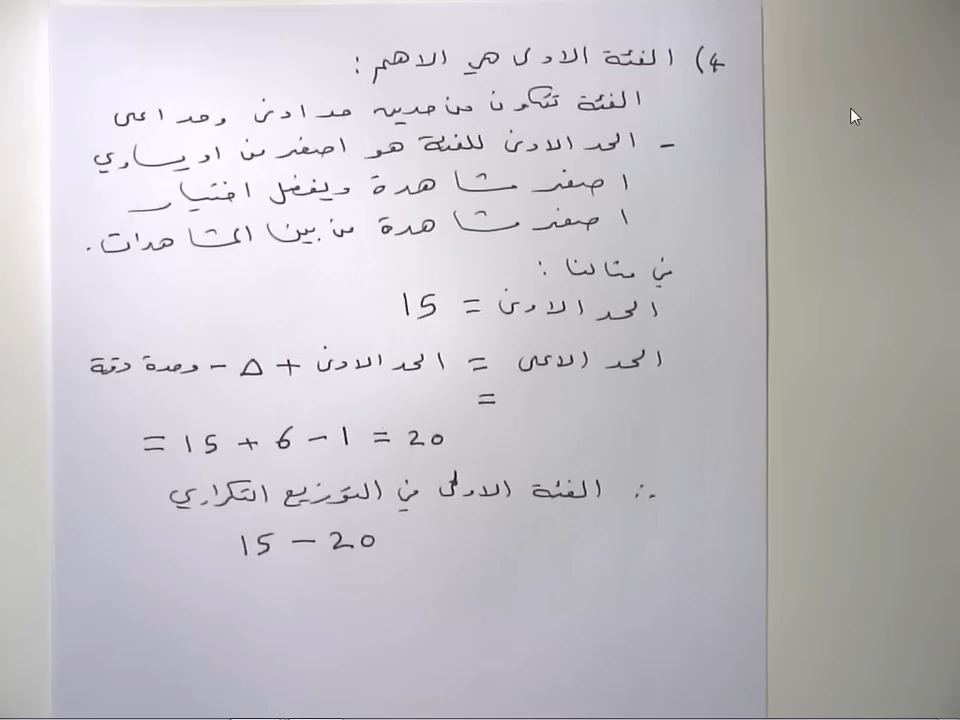 4) الفئة الاولى هي الاهم :
الفئة تتكون من حدين حد ادنى وحد اعلى
- الحد الادنى للفئة هو اصغر من او يساوي
اصغر مشاهدة ويفضل اختيار
اصغر مشاهدة من بين المشاهدات .
في مثالنا :
الحد الادنى = 15
الحد الاعلى = الحد الادنى + Δ - وحدة دقة
=
= 15 + 6 - 1 = 20
∴ الفئة الاولى في التوزيع التكراري
15 - 20